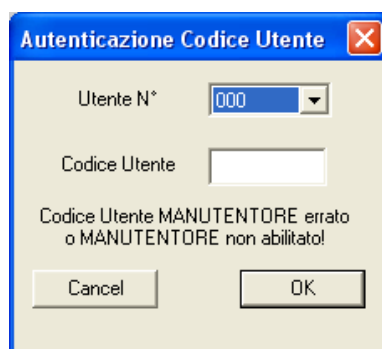 Autenticazione Codice Utente
Utente N° 000
Codice Utente
Codice Utente MANUTENTORE errato
o MANUTENTORE non abilitato!
Cancel OK